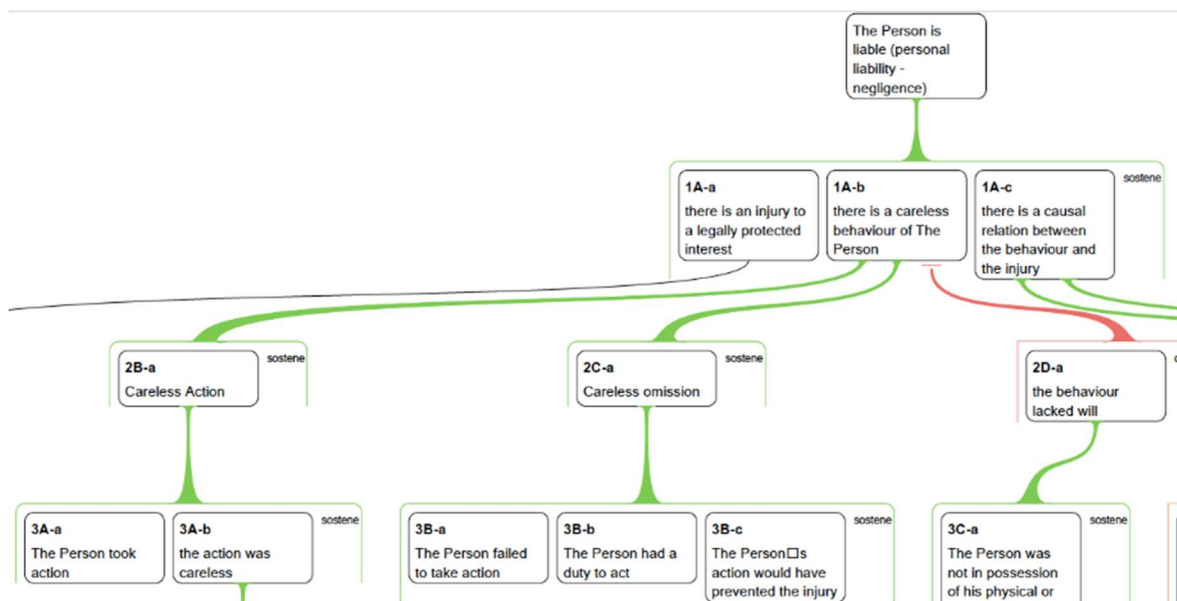 The Person is
liable (personal
liability -
negligence)
sostene
1A-a
there is an injury to
a legally protected
interest
1A-b
there is a careless
behaviour of The
Person
1A-c
there is a causal
relation between
the behaviour and
the injury
sostene
2B-a
Careless Action
sostene
2C-a
Careless omission
2D-a
the behaviour
lacked will
sostene
3A-a
The Person took
action
3A-b
the action was
careless
sostene
3B-a
The Person failed
to take action
3B-b
The Person had a
duty to act
3B-c
The Person□s
action would have
prevented the injury
sostene
3C-a
The Person was
not in possession
of his physical or